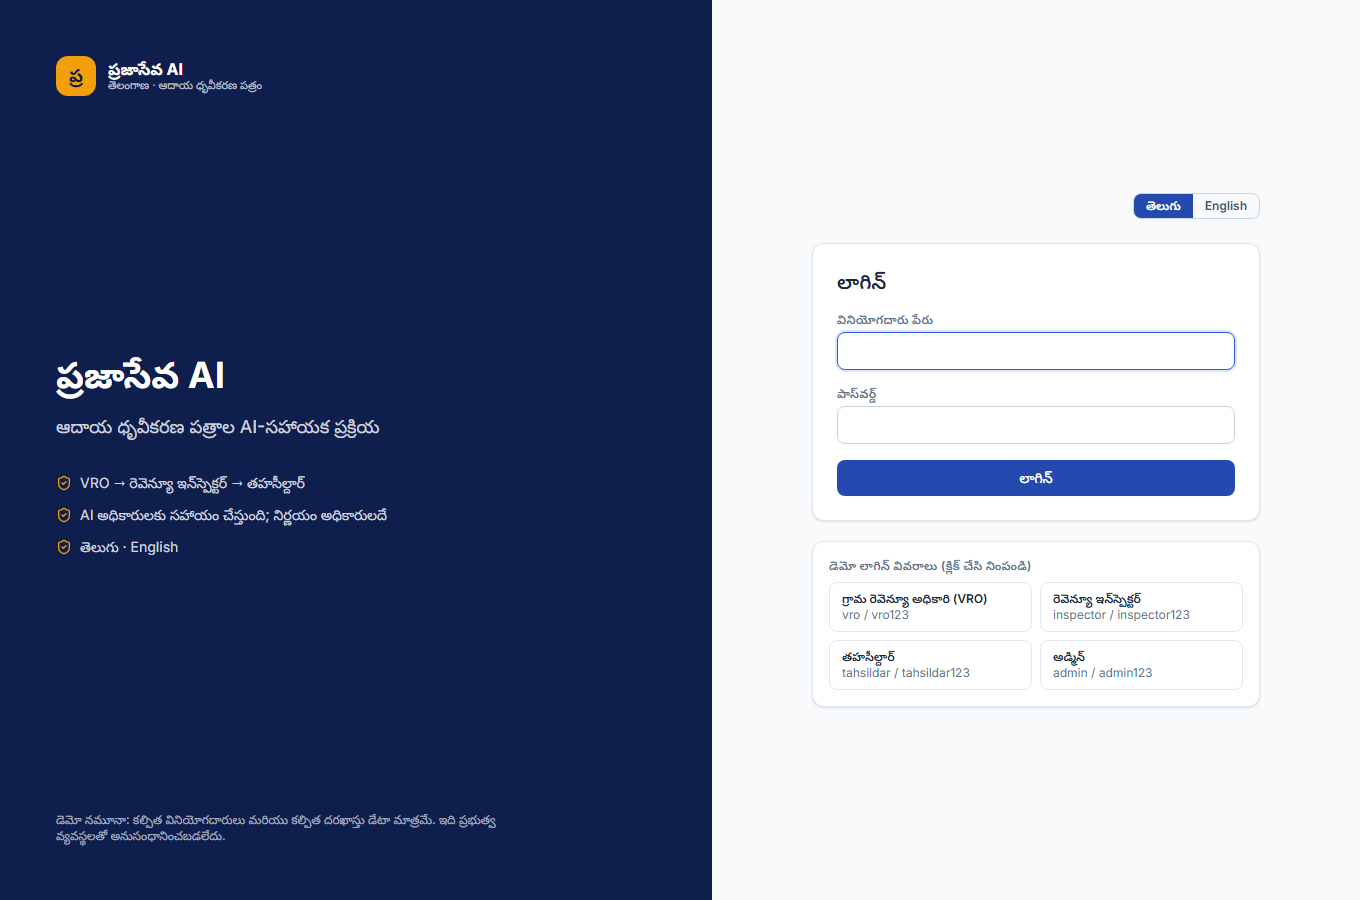 ప్ర
ప్రజాసేవ AI
తెలంగాణ · ఆదాయ ధృవీకరణ పత్రం
ప్రజాసేవ AI
ఆదాయ ధృవీకరణ పత్రాల AI-సహాయక ప్రక్రియ
VRO → రెవెన్యూ ఇన్‌స్పెక్టర్ → తహసీల్దార్
AI అధికారులకు సహాయం చేస్తుంది; నిర్ణయం అధికారులదే
తెలుగు · English
డెమో నమూనా: కల్పిత వినియోగదారులు మరియు కల్పిత దరఖాస్తు డేటా మాత్రమే. ఇది ప్రభుత్వ
వ్యవస్థలతో అనుసంధానించబడలేదు.
తెలుగు English
లాగిన్
వినియోగదారు పేరు
పాస్‌వర్డ్
లాగిన్
డెమో లాగిన్ వివరాలు (క్లిక్ చేసి నింపండి)
గ్రామ రెవెన్యూ అధికారి (VRO)
vro / vro123
రెవెన్యూ ఇన్‌స్పెక్టర్
inspector / inspector123
తహసీల్దార్
tahsildar / tahsildar123
అడ్మిన్
admin / admin123